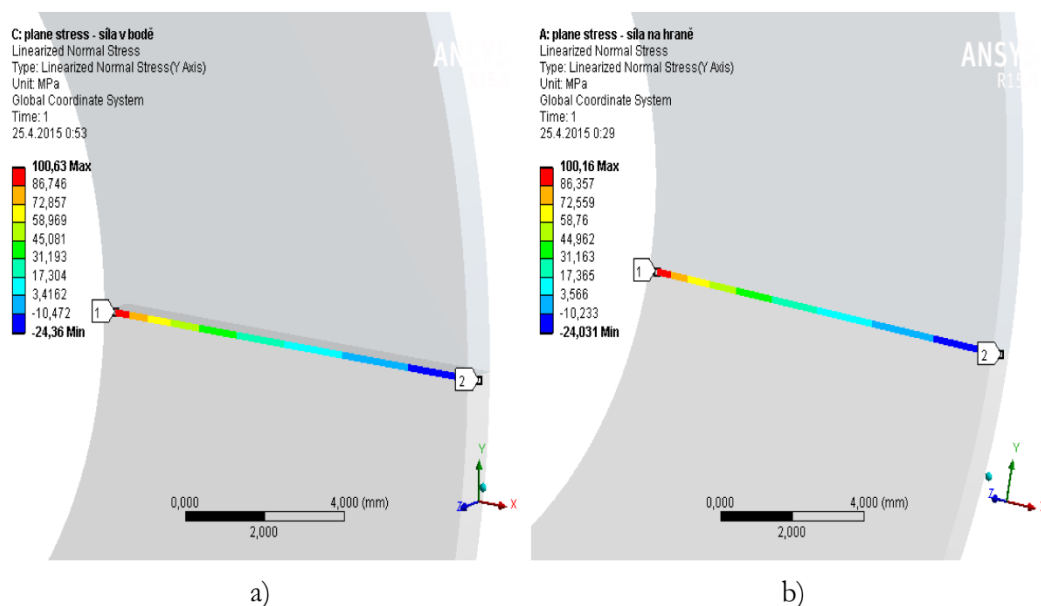 C: plane stress - síla v bodě
Linearized Normal Stress
Type: Linearized Normal Stress(Y Axis)
Unit: MPa
Global Coordinate System
Time: 1
25.4.2015 0:53
100,63 Max
86,746
72,857
58,969
45,081
31,193
17,304
3,4162
-10,472
-24,36 Min
ANSYS
1
2
Y
Z
X
0,000
4,000 (mm)
2,000
a)
A: plane stress - síla na hraně
Linearized Normal Stress
Type: Linearized Normal Stress(Y Axis)
Unit: MPa
Global Coordinate System
Time: 1
25.4.2015 0:29
100,16 Max
86,357
72,559
58,76
44,962
31,163
17,365
3,566
-10,233
-24,031 Min
1
2
Y
Z
0,000
4,000 (mm)
2,000
b)